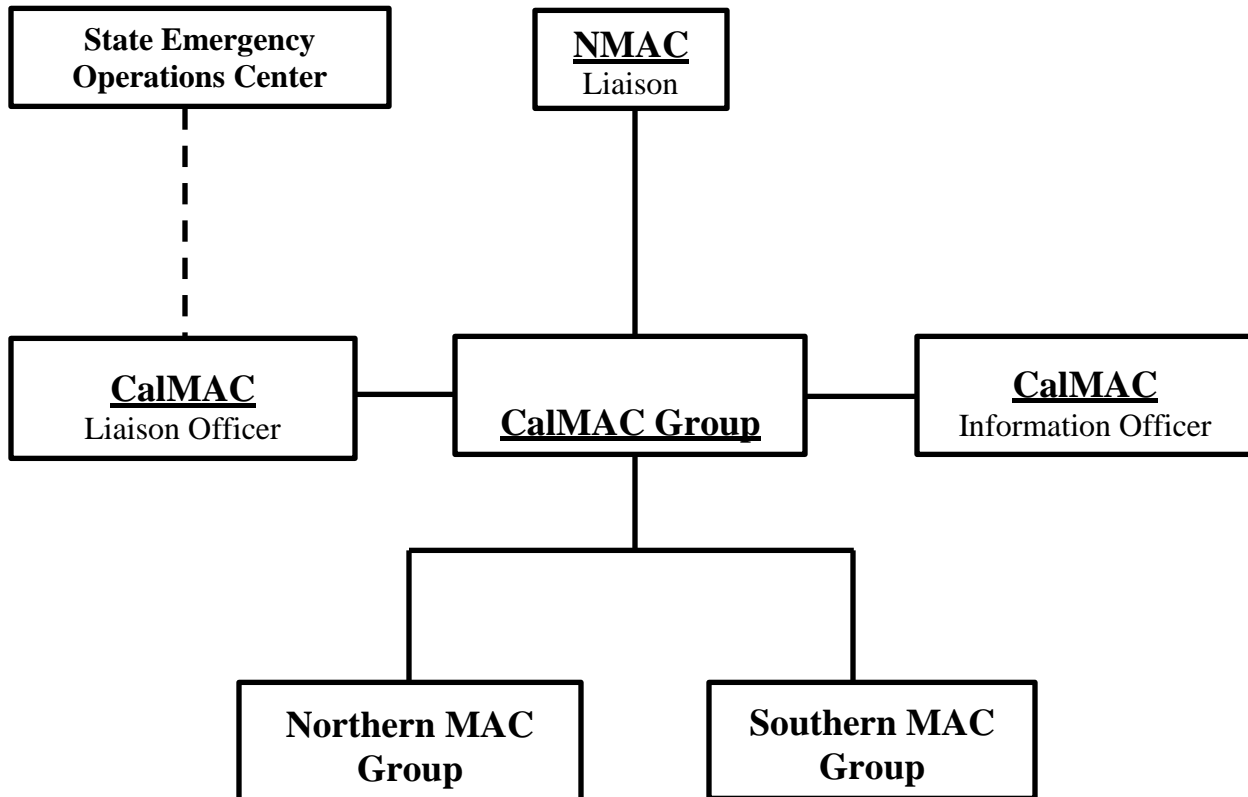 State Emergency
Operations Center
NMAC
Liaison
CalMAC
Liaison Officer
CalMAC Group
CalMAC
Information Officer
Northern MAC
Group
Southern MAC
Group